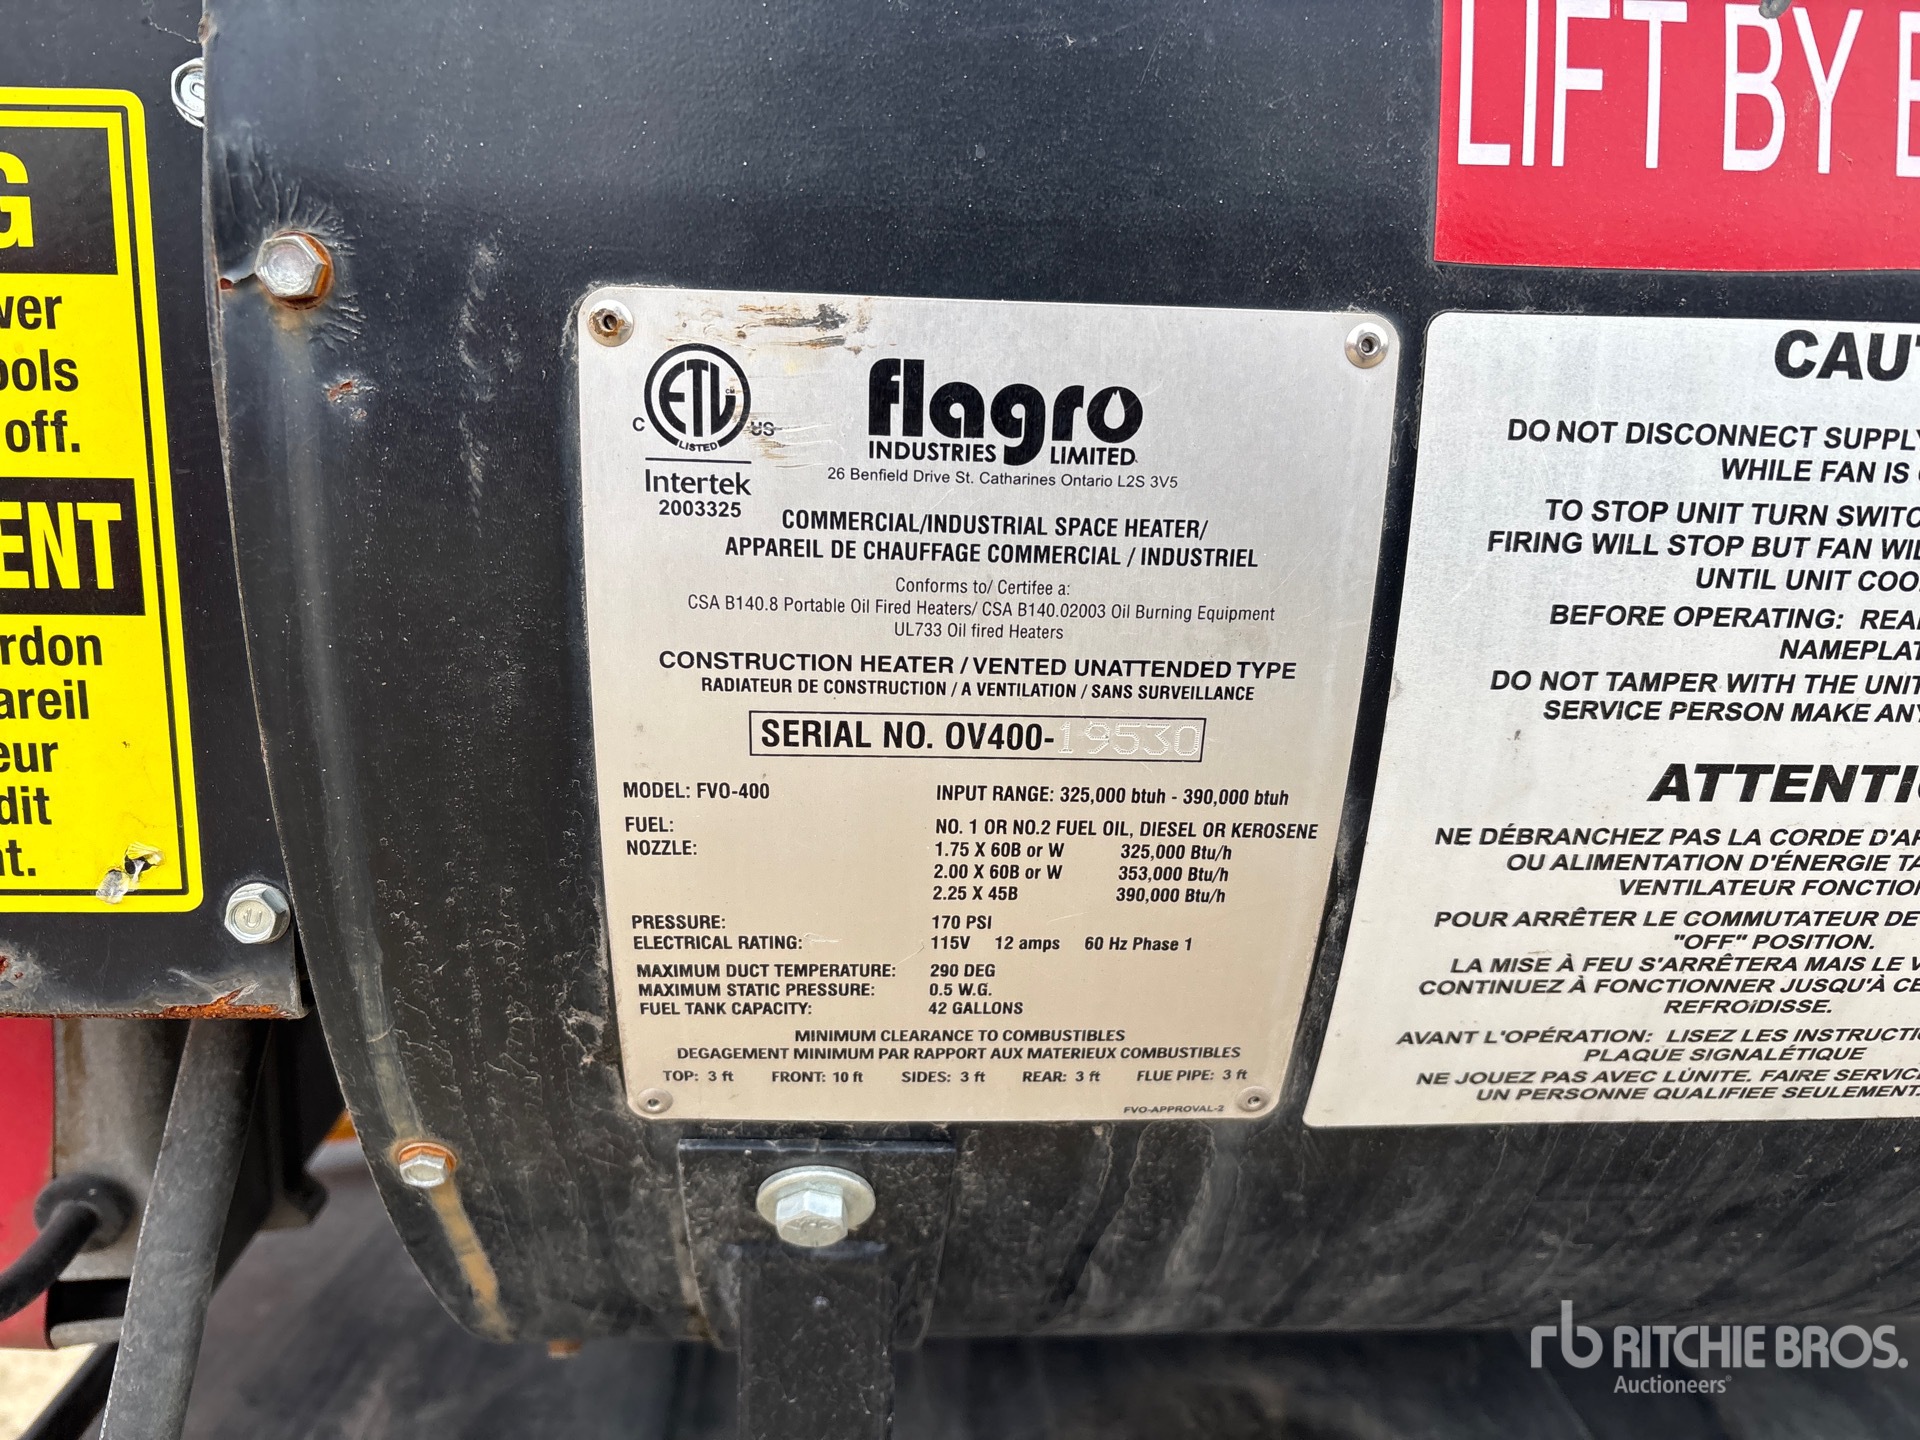 G
wer
ools
off.
ENT
rdon
areil
eur
dit
nt.
LIFT BY
ETL
CM
C US
LISTED
Intertek
2003325
flagro
INDUSTRIES LIMITED
26 Benfield Drive St. Catharines Ontario L2S 3V5
COMMERCIAL/INDUSTRIAL SPACE HEATER/
APPAREIL DE CHAUFFAGE COMMERCIAL / INDUSTRIEL
Conforms to/ Certifee a:
CSA B140.8 Portable Oil Fired Heaters/ CSA B140.02003 Oil Burning Equipment
UL733 Oil fired Heaters
CONSTRUCTION HEATER / VENTED UNATTENDED TYPE
RADIATEUR DE CONSTRUCTION / A VENTILATION / SANS SURVEILLANCE
SERIAL NO. OV400-19530
MODEL: FVO-400 INPUT RANGE: 325,000 btuh - 390,000 btuh
FUEL: NO. 1 OR NO.2 FUEL OIL, DIESEL OR KEROSENE
NOZZLE: 1.75 X 60B or W 325,000 Btu/h
2.00 X 60B or W 353,000 Btu/h
2.25 X 45B 390,000 Btu/h
PRESSURE: 170 PSI
ELECTRICAL RATING: 115V 12 amps 60 Hz Phase 1
MAXIMUM DUCT TEMPERATURE: 290 DEG
MAXIMUM STATIC PRESSURE: 0.5 W.G.
FUEL TANK CAPACITY: 42 GALLONS
MINIMUM CLEARANCE TO COMBUSTIBLES
DEGAGEMENT MINIMUM PAR RAPPORT AUX MATERIEUX COMBUSTIBLES
TOP: 3 ft FRONT: 10 ft SIDES: 3 ft REAR: 3 ft FLUE PIPE: 3 ft
FVO-APPROVAL-2
CAUT
DO NOT DISCONNECT SUPPLY
WHILE FAN IS
TO STOP UNIT TURN SWITC
FIRING WILL STOP BUT FAN WIL
UNTIL UNIT COO
BEFORE OPERATING: REA
NAMEPLAT
DO NOT TAMPER WITH THE UNIT
SERVICE PERSON MAKE ANY
ATTENTI
NE DÉBRANCHEZ PAS LA CORDE D'A
OU ALIMENTATION D'ÉNERGIE TA
VENTILATEUR FONCTION
POUR ARRÊTER LE COMMUTATEUR DE
"OFF" POSITION.
LA MISE À FEU S'ARRÊTERA MAIS LE V
CONTINUEZ À FONCTIONNER JUSQU'À CE
REFROÍDISSE.
AVANT L'OPÉRATION: LISEZ LES INSTRUCTIO
PLAQUE SIGNALÉTIQUE
NE JOUEZ PAS AVEC LÙNITE. FAIRE SERVICE
UN PERSONNE QUALIFIEE SEULEMENT.
rb RITCHIE BROS.
Auctioneers®